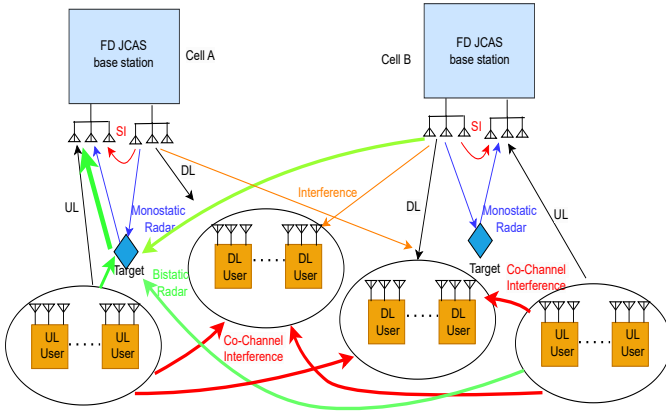 FD JCAS
base station
Cell A
Cell B
FD JCAS
base station
SI
SI
DL
UL
Interference
DL
UL
Monostatic
Radar
Monostatic
Radar
Target
Target
Bistatic
Radar
DL
User
DL
User
Co-Channel
Interference
DL
User
DL
User
UL
User
UL
User
Co-Channel
Interference
UL
User
UL
User